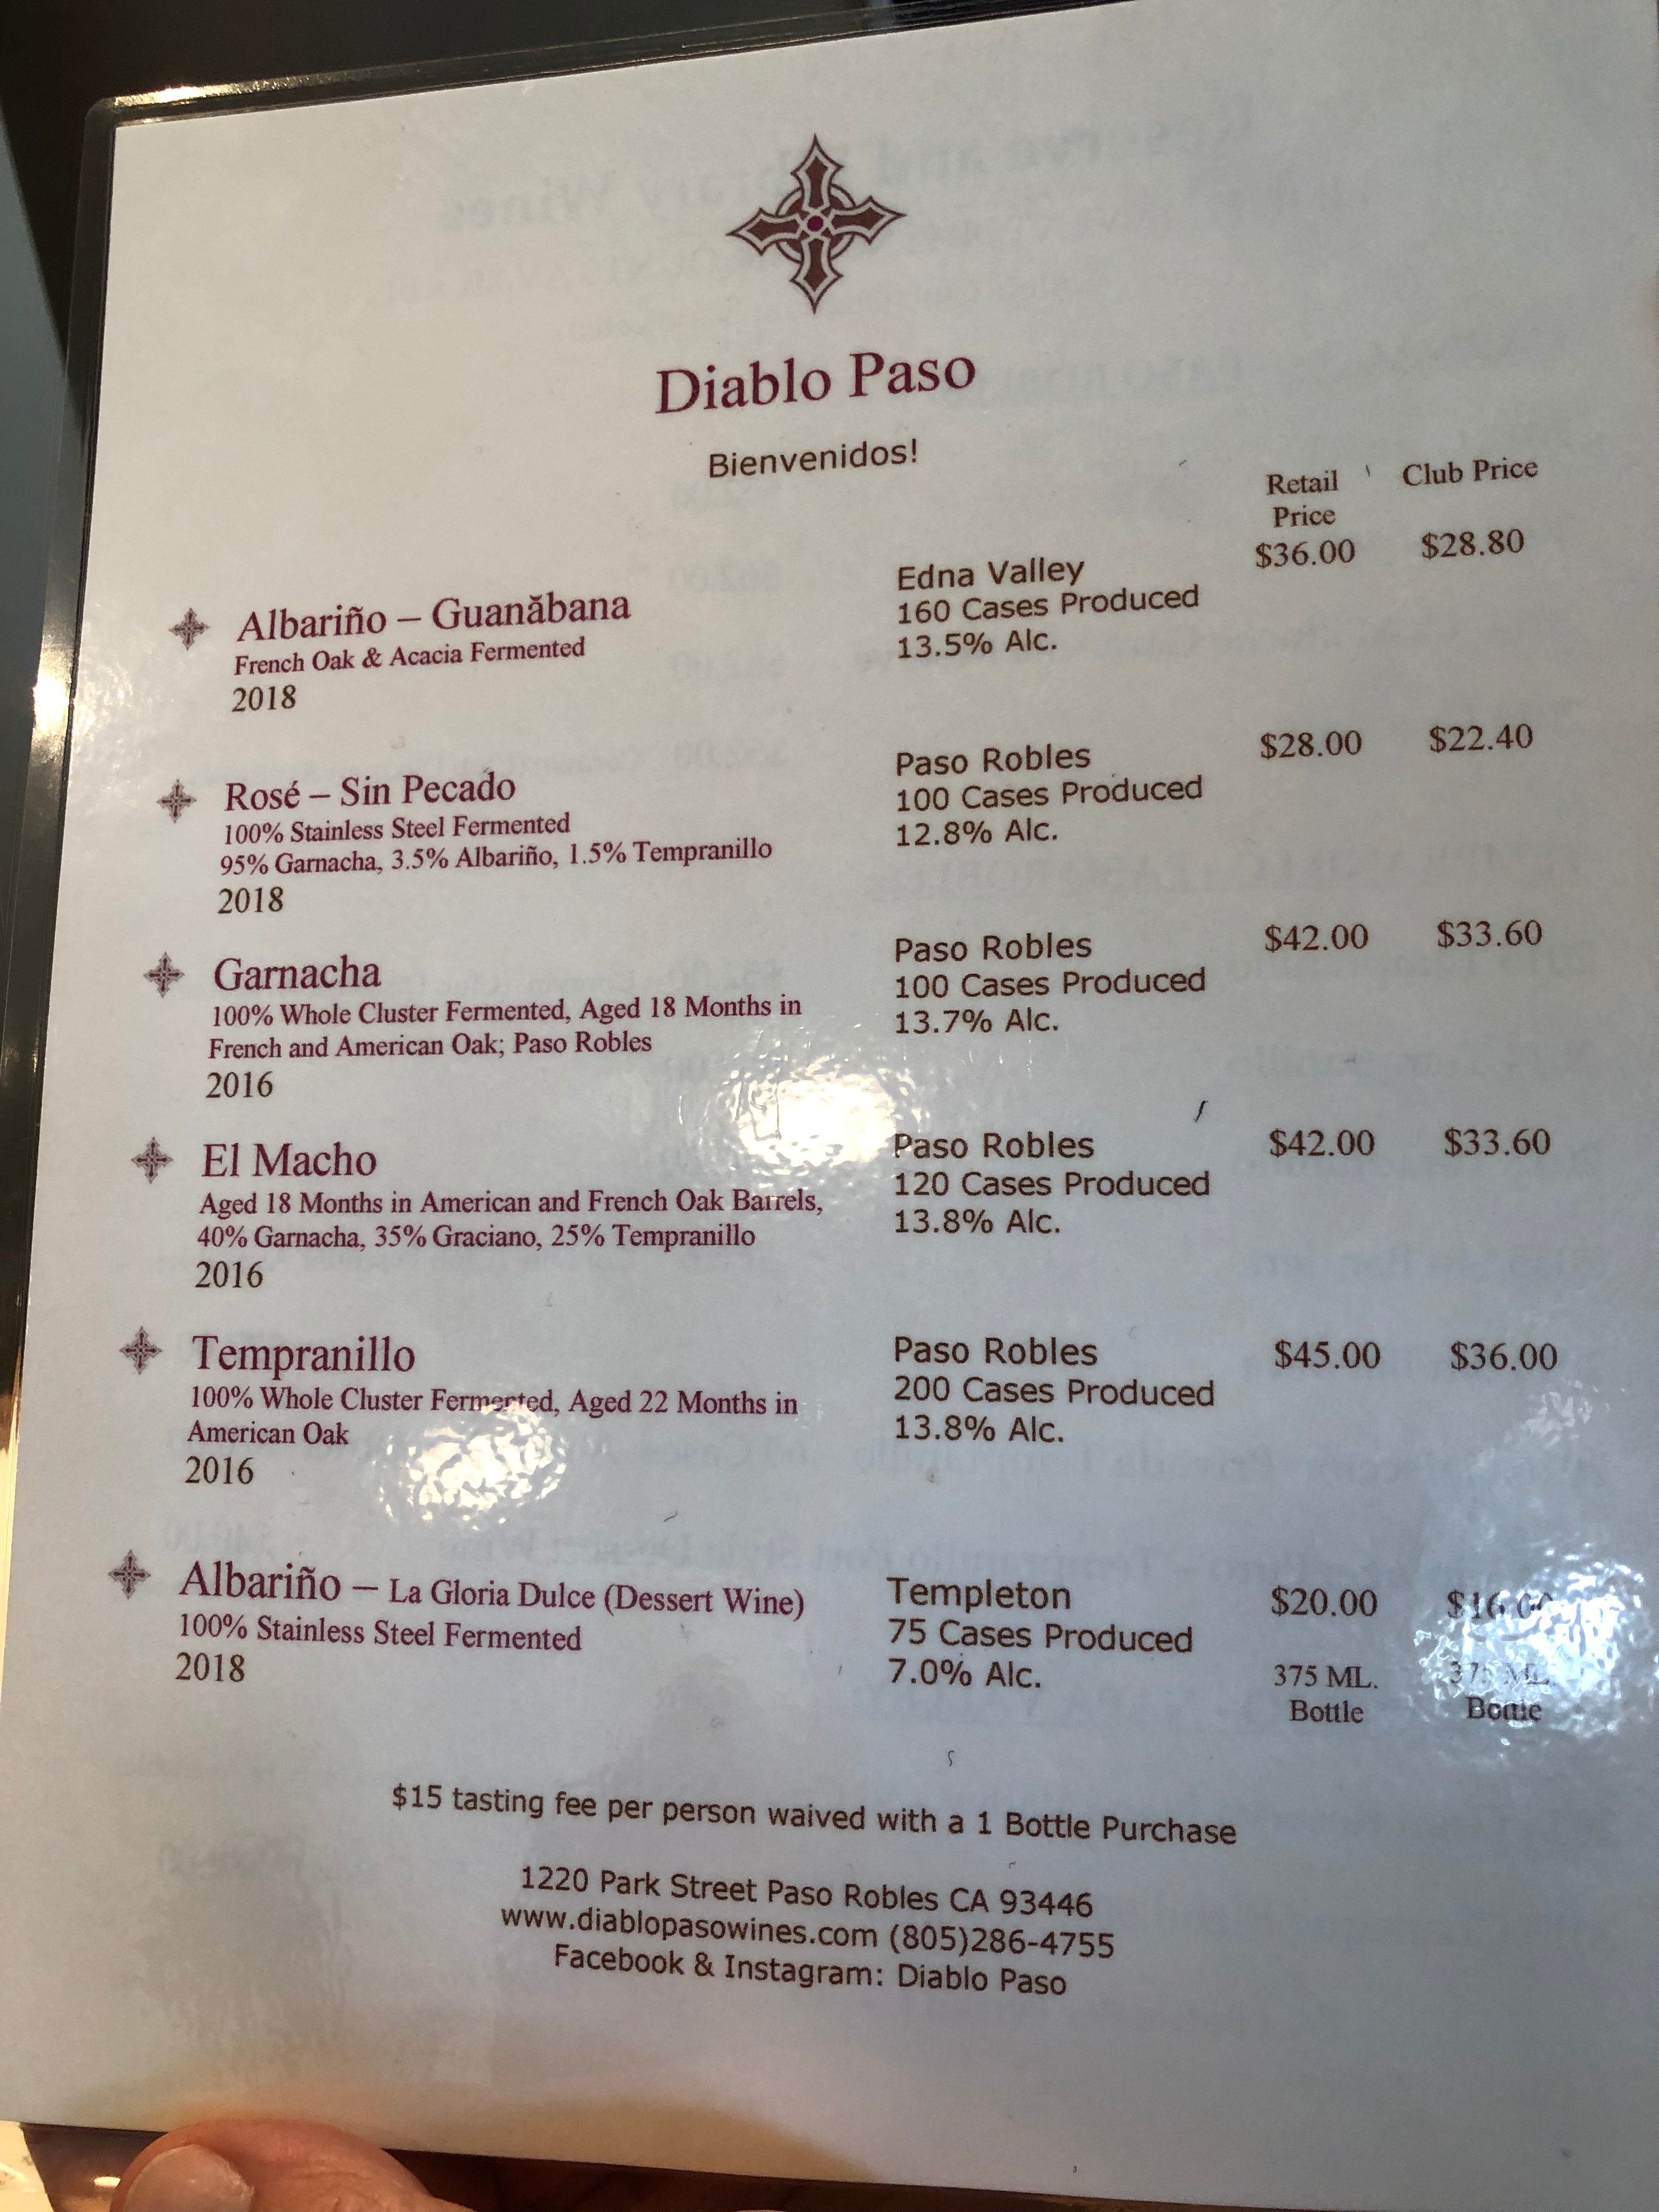 Diablo Paso
Bienvenidos!
Retail Price
Club Price
Albariño – Guanăbana
French Oak & Acacia Fermented
2018
Edna Valley
160 Cases Produced
13.5% Alc.
$36.00 $28.80
Rosé – Sin Pecado
100% Stainless Steel Fermented
95% Garnacha, 3.5% Albariño, 1.5% Tempranillo
2018
Paso Robles
100 Cases Produced
12.8% Alc.
$28.00 $22.40
Garnacha
100% Whole Cluster Fermented, Aged 18 Months in
French and American Oak; Paso Robles
2016
Paso Robles
100 Cases Produced
13.7% Alc.
$42.00 $33.60
El Macho
Aged 18 Months in American and French Oak Barrels,
40% Garnacha, 35% Graciano, 25% Tempranillo
2016
Paso Robles
120 Cases Produced
13.8% Alc.
$42.00 $33.60
Tempranillo
100% Whole Cluster Fermented, Aged 22 Months in
American Oak
2016
Paso Robles
200 Cases Produced
13.8% Alc.
$45.00 $36.00
Albariño – La Gloria Dulce (Dessert Wine)
100% Stainless Steel Fermented
2018
Templeton
75 Cases Produced
7.0% Alc.
$20.00 $16.00
375 ML. 375 ML.
Bottle Bottle
$15 tasting fee per person waived with a 1 Bottle Purchase
1220 Park Street Paso Robles CA 93446
www.diablopasowines.com (805)286-4755
Facebook & Instagram: Diablo Paso